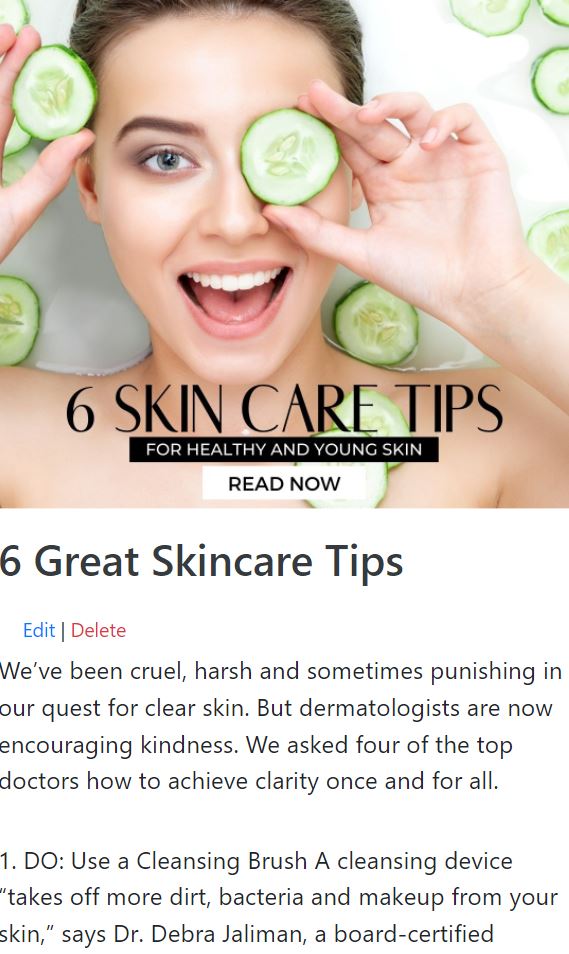 6 SKIN CARE TIPS
FOR HEALTHY AND YOUNG SKIN
READ NOW
6 Great Skincare Tips
Edit | Delete
We’ve been cruel, harsh and sometimes punishing in
our quest for clear skin. But dermatologists are now
encouraging kindness. We asked four of the top
doctors how to achieve clarity once and for all.
1. DO: Use a Cleansing Brush A cleansing device
“takes off more dirt, bacteria and makeup from your
skin,” says Dr. Debra Jaliman, a board-certified